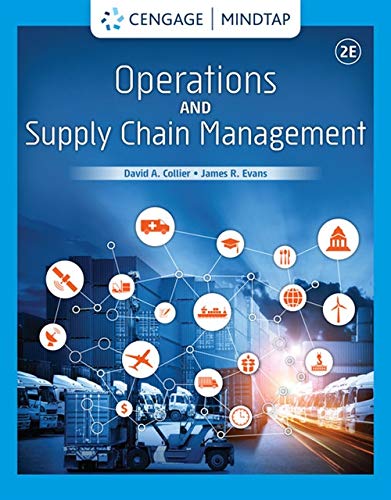 CENGAGE | MINDTAP
2E
Operations
AND
Supply Chain Management
David A. Collier • James R. Evans
$